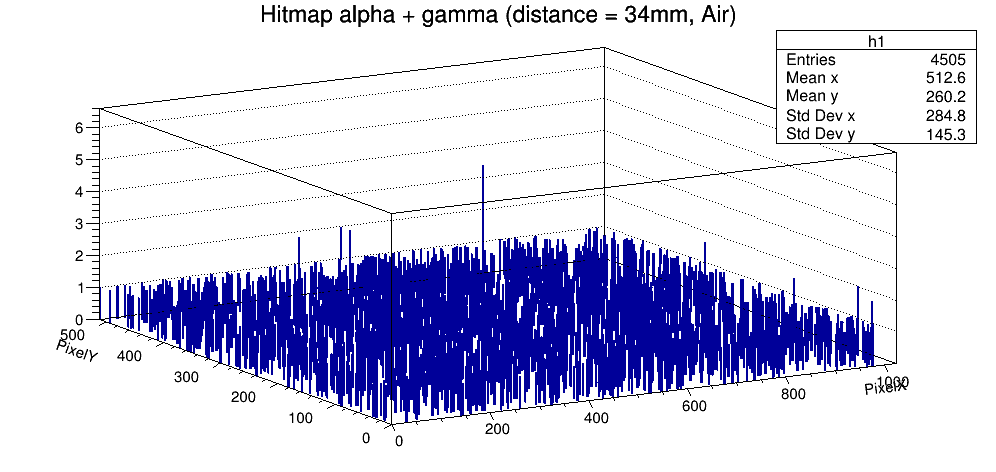 Hitmap alpha + gamma (distance = 34mm, Air)
h1
Entries 4505
Mean x 512.6
Mean y 260.2
Std Dev x 284.8
Std Dev y 145.3
6
5
4
3
2
1
0
500
PixelY
400
300
200
100
0
0
200
400
600
800
1000
PixelX